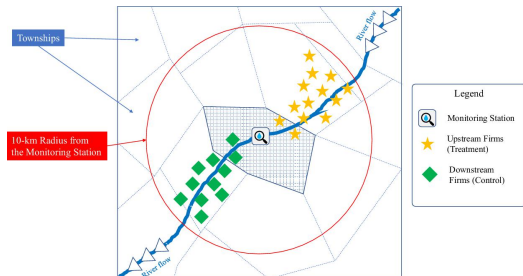 River flow
Townships
10-km Radius from
the Monitoring Station
River flow
Legend
Monitoring Station
Upstream Firms
(Treatment)
Downstream
Firms (Control)